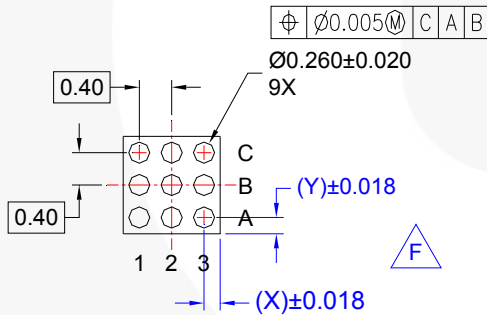 ⌖ Ø0.005Ⓜ C A B
Ø0.260±0.020
9X
0.40
C
B
A
0.40
(Y)±0.018
F
1 2 3
(X)±0.018